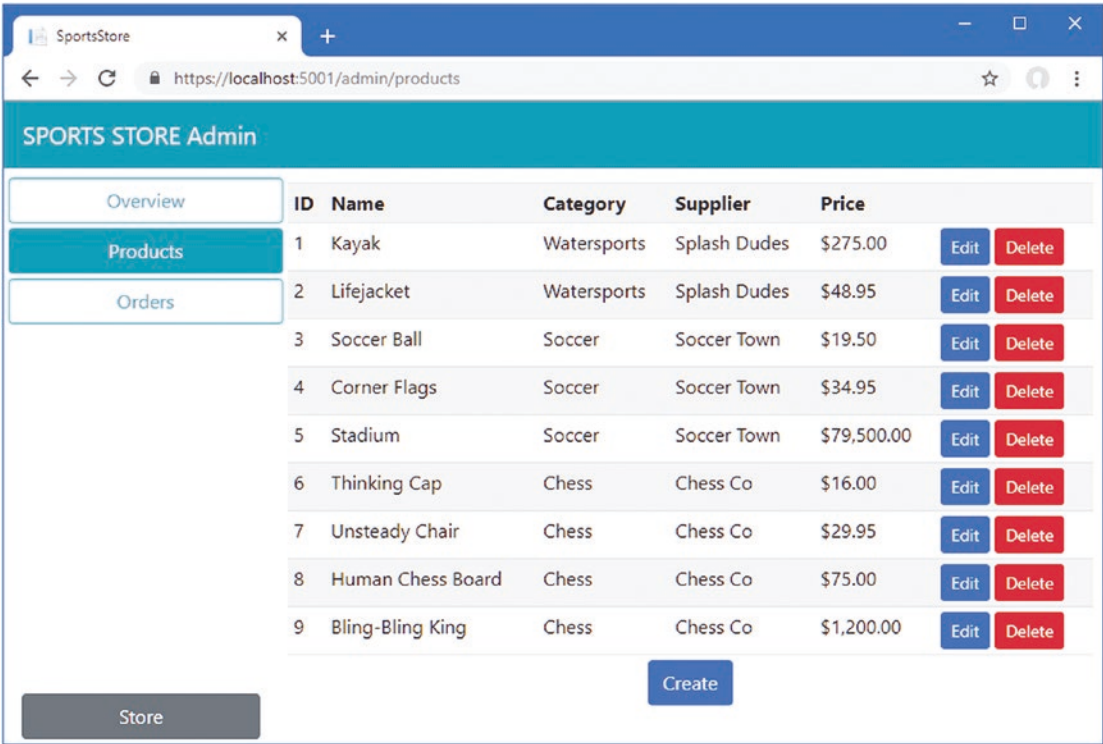 SportsStore
https://localhost:5001/admin/products
SPORTS STORE Admin
Overview
Products
Orders
ID Name Category Supplier Price
1 Kayak Watersports Splash Dudes $275.00 Edit Delete
2 Lifejacket Watersports Splash Dudes $48.95 Edit Delete
3 Soccer Ball Soccer Soccer Town $19.50 Edit Delete
4 Corner Flags Soccer Soccer Town $34.95 Edit Delete
5 Stadium Soccer Soccer Town $79,500.00 Edit Delete
6 Thinking Cap Chess Chess Co $16.00 Edit Delete
7 Unsteady Chair Chess Chess Co $29.95 Edit Delete
8 Human Chess Board Chess Chess Co $75.00 Edit Delete
9 Bling-Bling King Chess Chess Co $1,200.00 Edit Delete
Create
Store